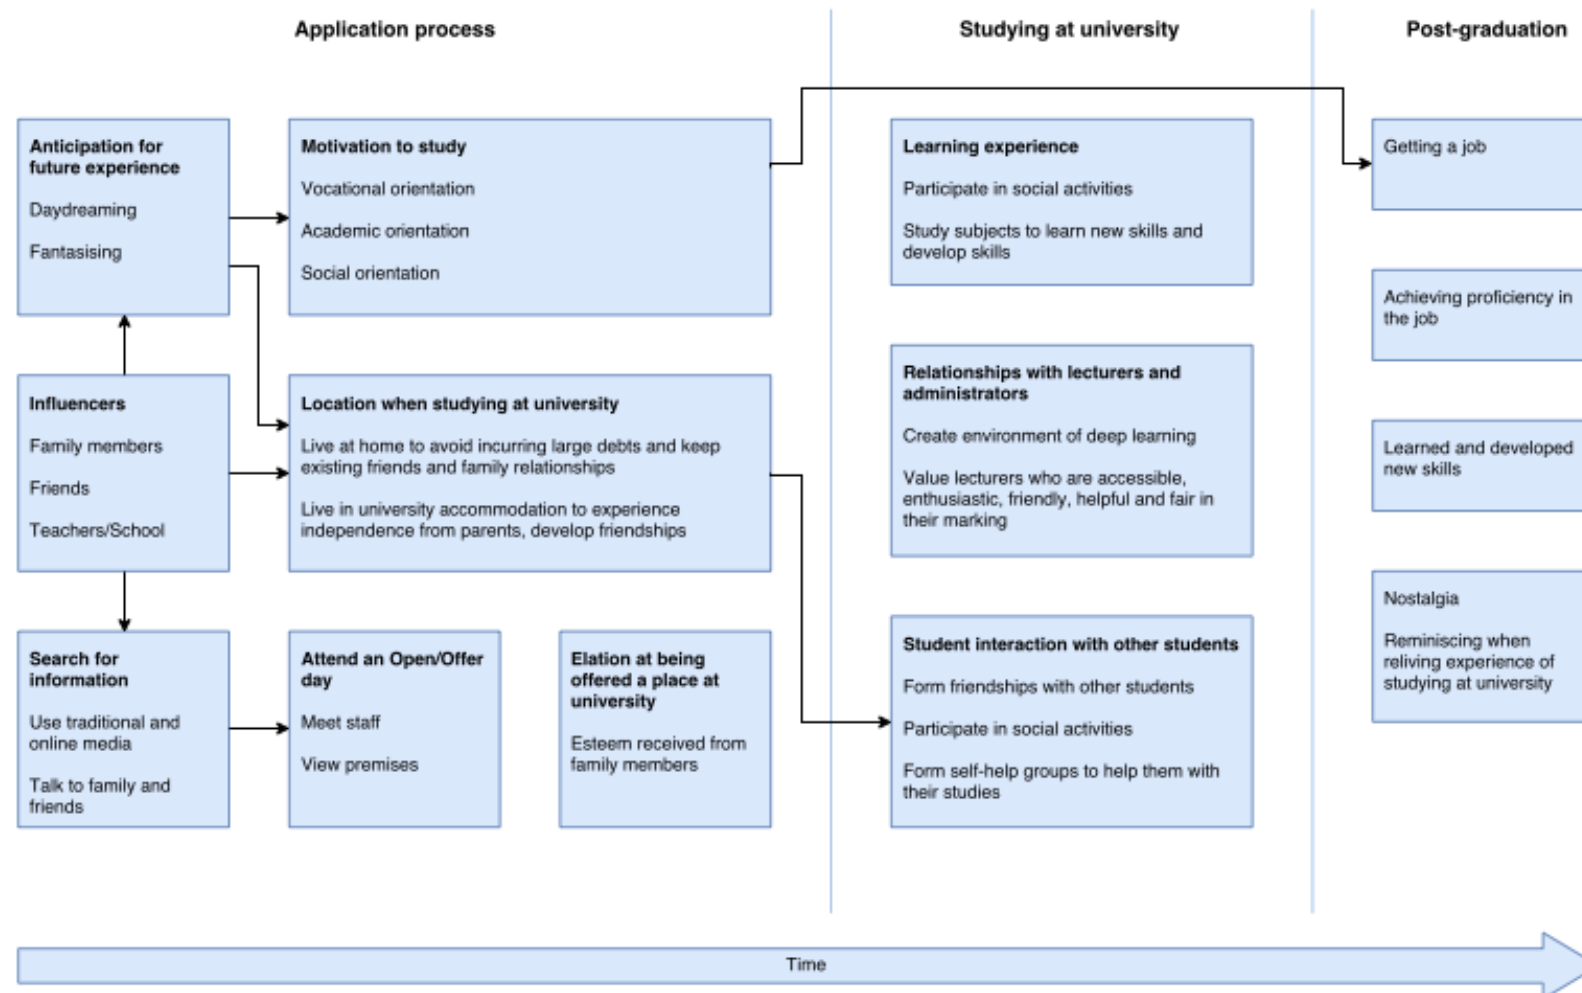 Application process
Studying at university
Post-graduation
Anticipation for
future experience
Daydreaming
Fantasising
Motivation to study
Vocational orientation
Academic orientation
Social orientation
Influencers
Family members
Friends
Teachers/School
Location when studying at university
Live at home to avoid incurring large debts and keep
existing friends and family relationships
Live in university accommodation to experience
independence from parents, develop friendships
Search for
information
Use traditional and
online media
Talk to family and
friends
Attend an Open/Offer
day
Meet staff
View premises
Elation at being
offered a place at
university
Esteem received from
family members
Learning experience
Participate in social activities
Study subjects to learn new skills and
develop skills
Relationships with lecturers and
administrators
Create environment of deep learning
Value lecturers who are accessible,
enthusiastic, friendly, helpful and fair in
their marking
Student interaction with other students
Form friendships with other students
Participate in social activities
Form self-help groups to help them with
their studies
Getting a job
Achieving proficiency in
the job
Learned and developed
new skills
Nostalgia
Reminiscing when
reliving experience of
studying at university
Time